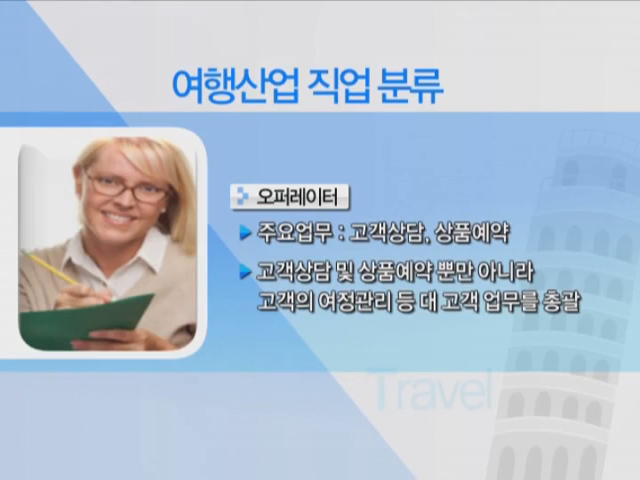 여행산업 직업 분류
오퍼레이터
주요업무 : 고객상담, 상품예약
고객상담 및 상품예약 뿐만 아니라
고객의 여정관리 등 대 고객 업무를 총괄
Travel